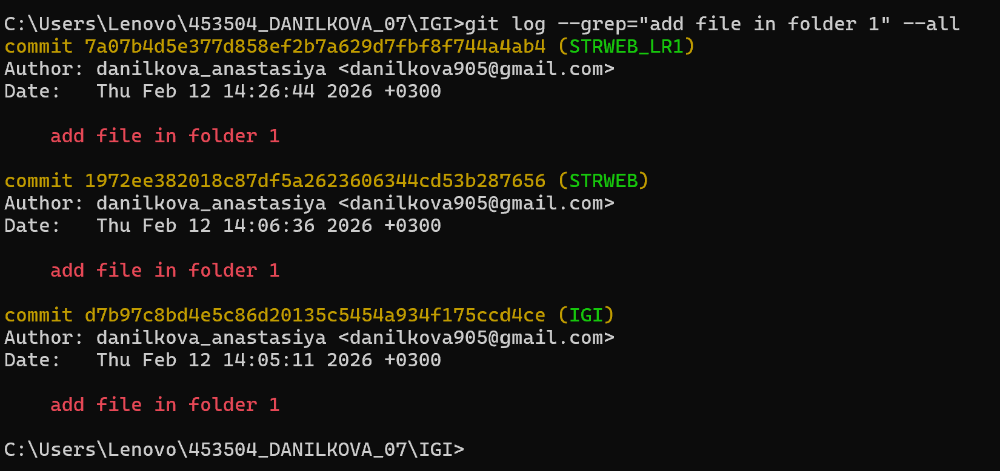 C:\Users\Lenovo\453504_DANILKOVA_07\IGI>git log --grep="add file in folder 1" --all
commit 7a07b4d5e377d858ef2b7a629d7fbf8f744a4ab4 (STRWEB_LR1)
Author: danilkova_anastasiya <danilkova905@gmail.com>
Date:   Thu Feb 12 14:26:44 2026 +0300
    add file in folder 1
commit 1972ee382018c87df5a2623606344cd53b287656 (STRWEB)
Author: danilkova_anastasiya <danilkova905@gmail.com>
Date:   Thu Feb 12 14:06:36 2026 +0300
    add file in folder 1
commit d7b97c8bd4e5c86d20135c5454a934f175ccd4ce (IGI)
Author: danilkova_anastasiya <danilkova905@gmail.com>
Date:   Thu Feb 12 14:05:11 2026 +0300
    add file in folder 1
C:\Users\Lenovo\453504_DANILKOVA_07\IGI>